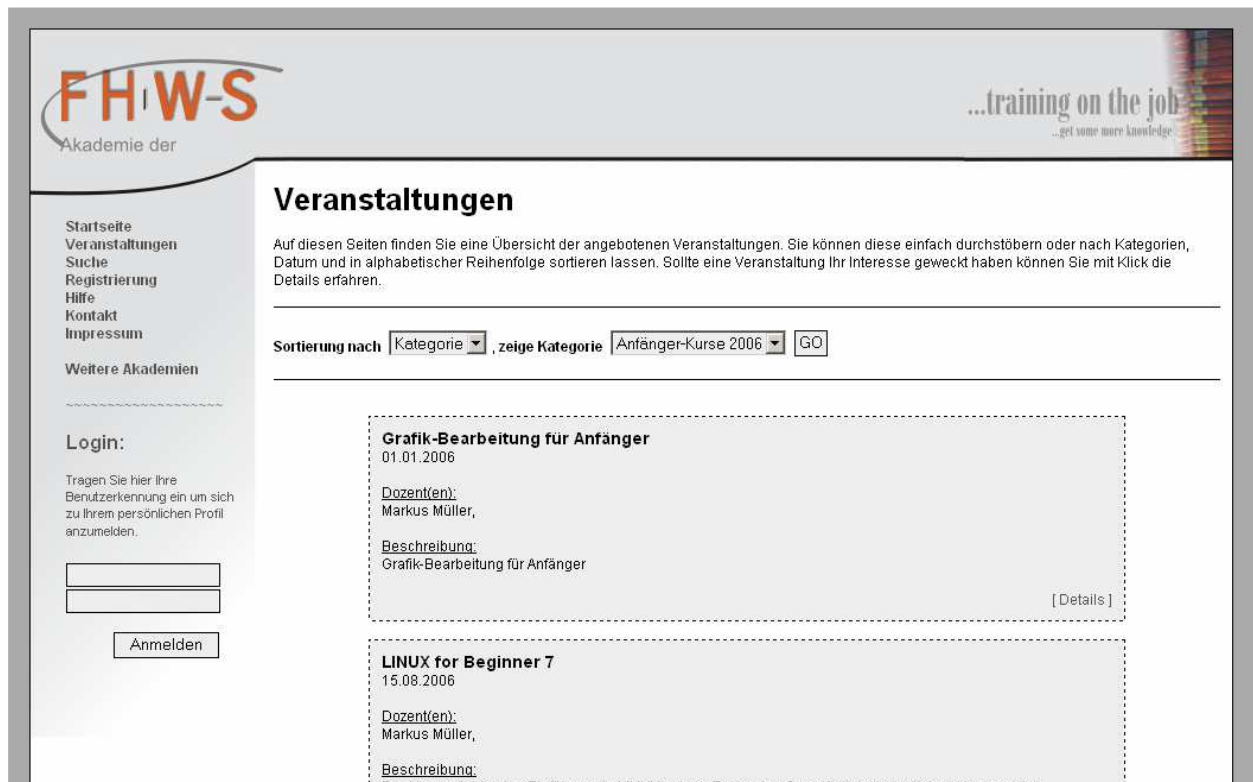 FH-W-S
Akademie der
...training on the job
...get some more knowledge
Startseite
Veranstaltungen
Suche
Registrierung
Hilfe
Kontakt
Impressum
Weitere Akademien
~~~~~~~~~~~~~~~~~~~
Login:
Tragen Sie hier Ihre
Benutzerkennung ein um sich
zu Ihrem persönlichen Profil
anzumelden.
Anmelden
Veranstaltungen
Auf diesen Seiten finden Sie eine Übersicht der angebotenen Veranstaltungen. Sie können diese einfach durchstöbern oder nach Kategorien,
Datum und in alphabetischer Reihenfolge sortieren lassen. Sollte eine Veranstaltung Ihr Interesse geweckt haben können Sie mit Klick die
Details erfahren.
Sortierung nach Kategorie , zeige Kategorie Anfänger-Kurse 2006 GO
Grafik-Bearbeitung für Anfänger
01.01.2006
Dozent(en):
Markus Müller,
Beschreibung:
Grafik-Bearbeitung für Anfänger
[ Details ]
LINUX for Beginner 7
15.08.2006
Dozent(en):
Markus Müller,
Beschreibung: